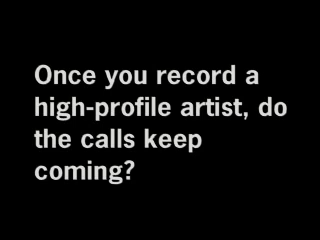 Once you record a
high-profile artist, do
the calls keep
coming?